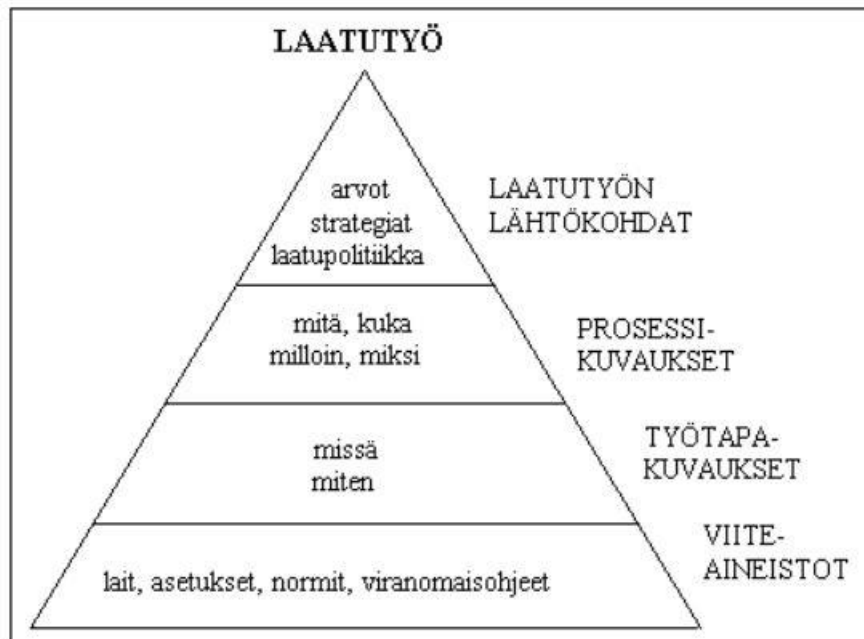 LAATUTYÖ
arvot
strategiat
laatupolitiikka
LAATUTYÖN
LÄHTÖKOHDAT
mitä, kuka
milloin, miksi
PROSESSI-
KUVAUKSET
missä
miten
TYÖTAPA-
KUVAUKSET
lait, asetukset, normit, viranomaisohjeet
VIITE-
AINEISTOT